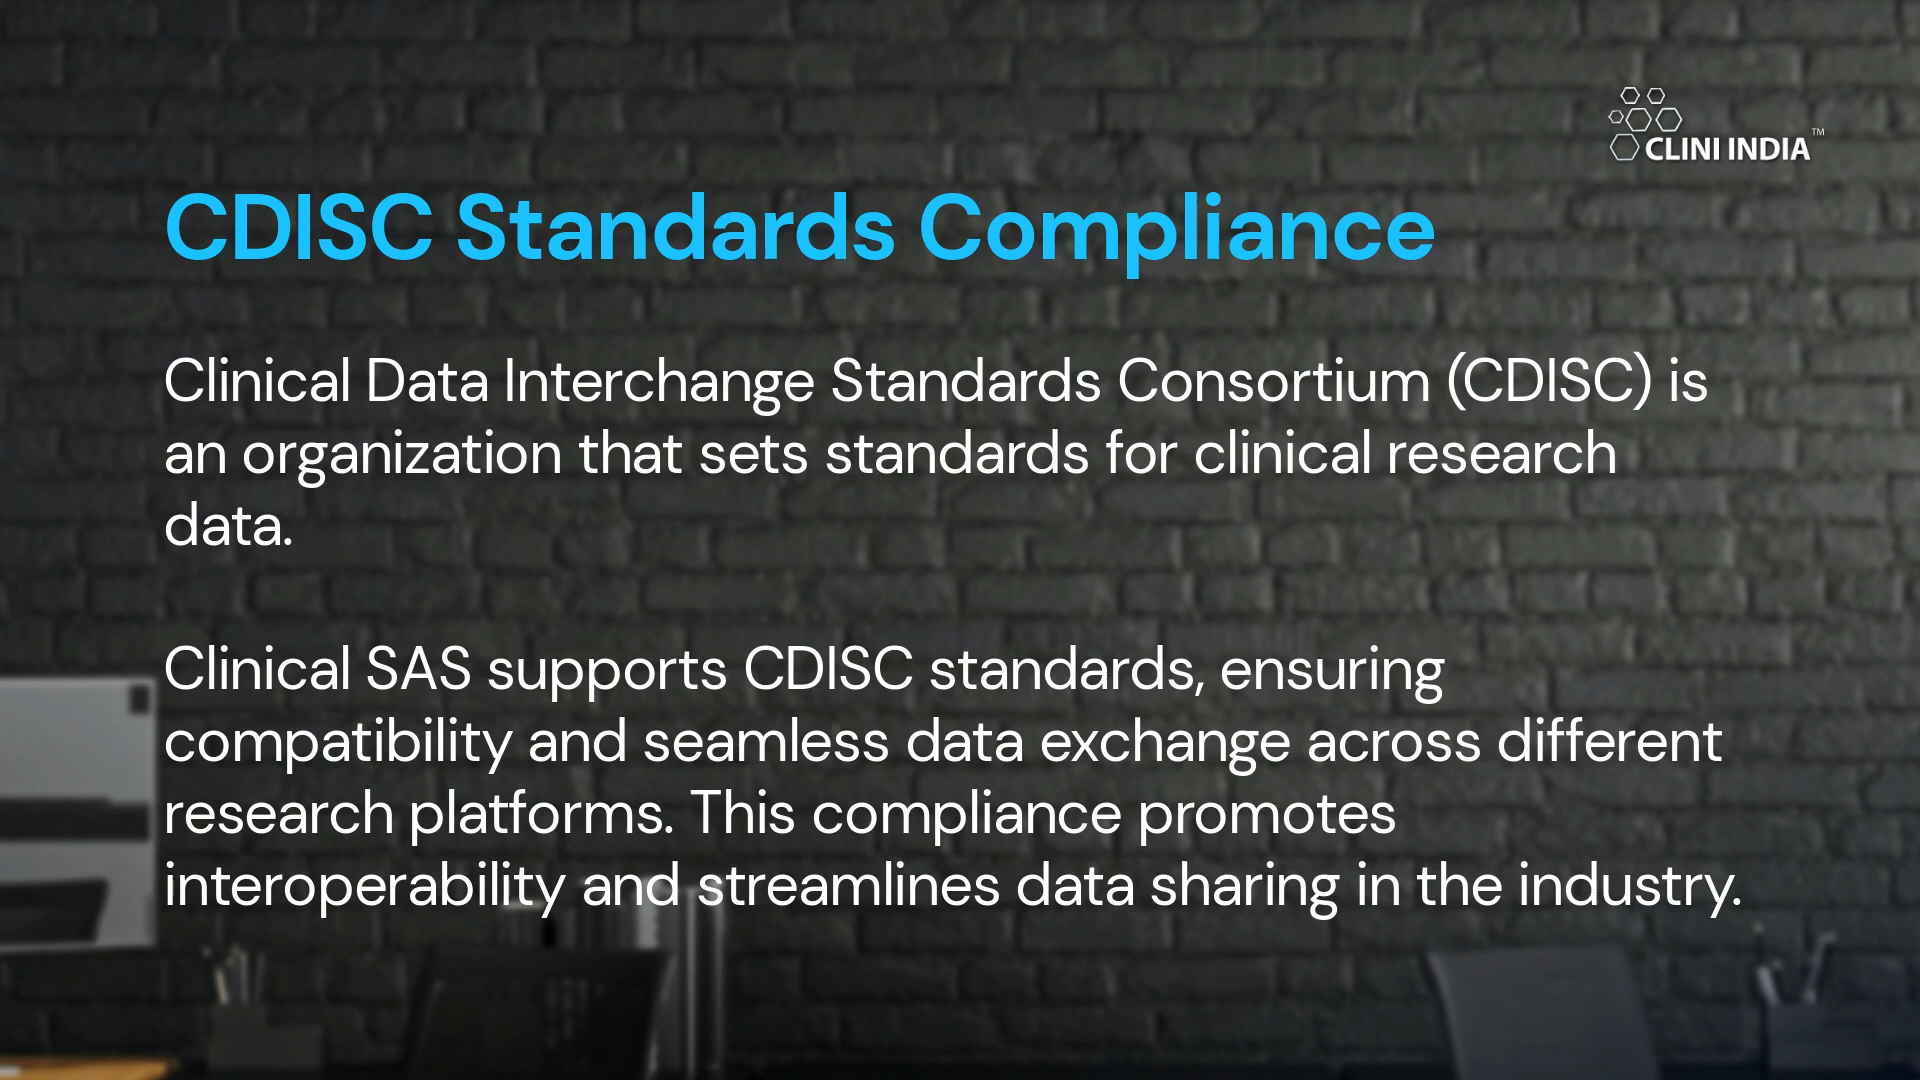 CLINI INDIA™
CDISC Standards Compliance
Clinical Data Interchange Standards Consortium (CDISC) is
an organization that sets standards for clinical research
data.
Clinical SAS supports CDISC standards, ensuring
compatibility and seamless data exchange across different
research platforms. This compliance promotes
interoperability and streamlines data sharing in the industry.